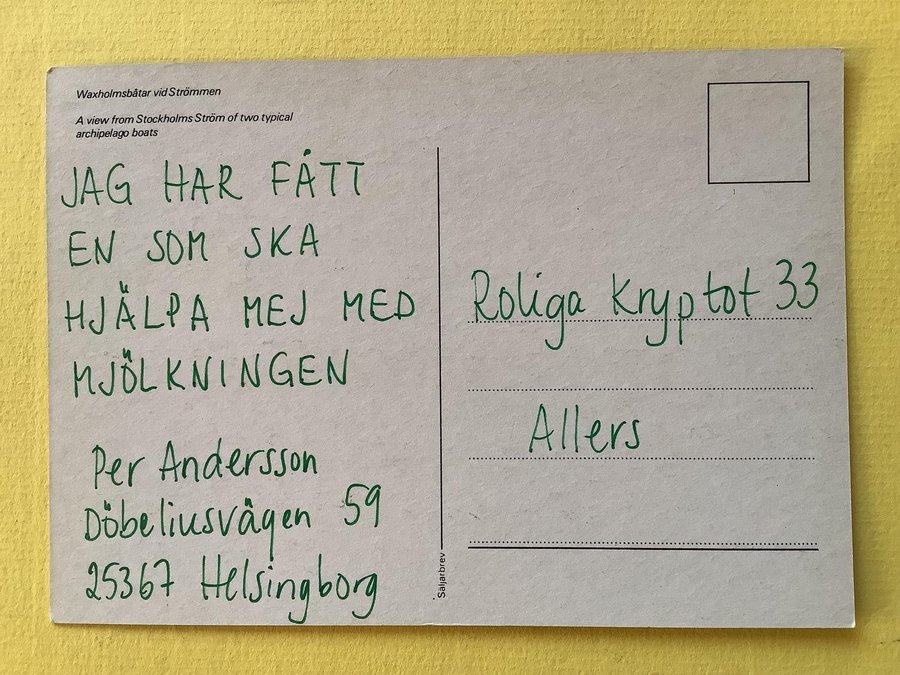 Waxholmsbåtar vid Strömmen
A view from Stockholms Ström of two typical
archipelago boats
JAG HAR FÅTT
EN SOM SKA
HJÄLPA MEJ MED
MJÖLKNINGEN
Per Andersson
Döbeliusvägen 59
25367 Helsingborg
Säljarbrev
Roliga Kryptot 33
Allers